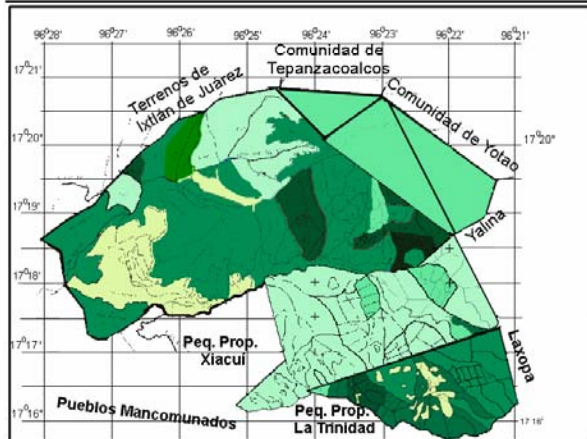 96°28' 96°27' 96°26' 96°25' 96°24' 96°23' 96°22' 96°21'
17°21'
Comunidad de
Tepanzacoalcos
Terrenos de
Ixtlán de Juárez
Comunidad de Yotao
17°20'
17°20'
17°19'
Yalina
17°18'
Peq. Prop.
Xiacuí
17°17'
Laxopa
Pueblos Mancomunados
Peq. Prop.
La Trinidad
17°16'
17°16'